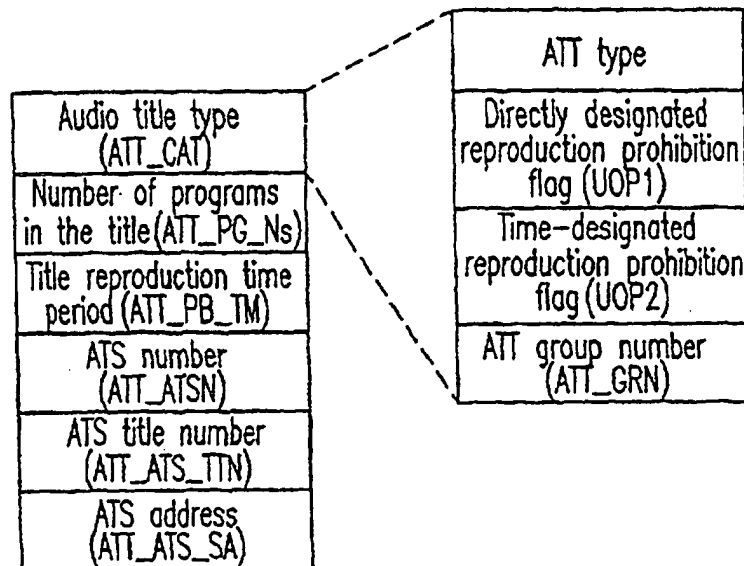 Audio title type
(ATT_CAT)
Number of programs
in the title (ATT_PG_Ns)
Title reproduction time
period (ATT_PB_TM)
ATS number
(ATT_ATSN)
ATS title number
(ATT_ATS_TTN)
ATS address
(ATT_ATS_SA)
ATT type
Directly designated
reproduction prohibition
flag (UOP1)
Time-designated
reproduction prohibition
flag (UOP2)
ATT group number
(ATT_GRN)